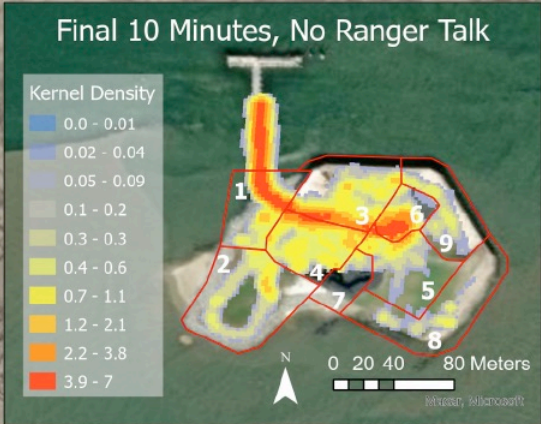 Final 10 Minutes, No Ranger Talk
Kernel Density
0.0 - 0.01
0.02 - 0.04
0.05 - 0.09
0.1 - 0.2
0.3 - 0.3
0.4 - 0.6
0.7 - 1.1
1.2 - 2.1
2.2 - 3.8
3.9 - 7
1
3
6
2
4
9
7
5
8
N
0 20 40 80 Meters
Maxar, Microsoft